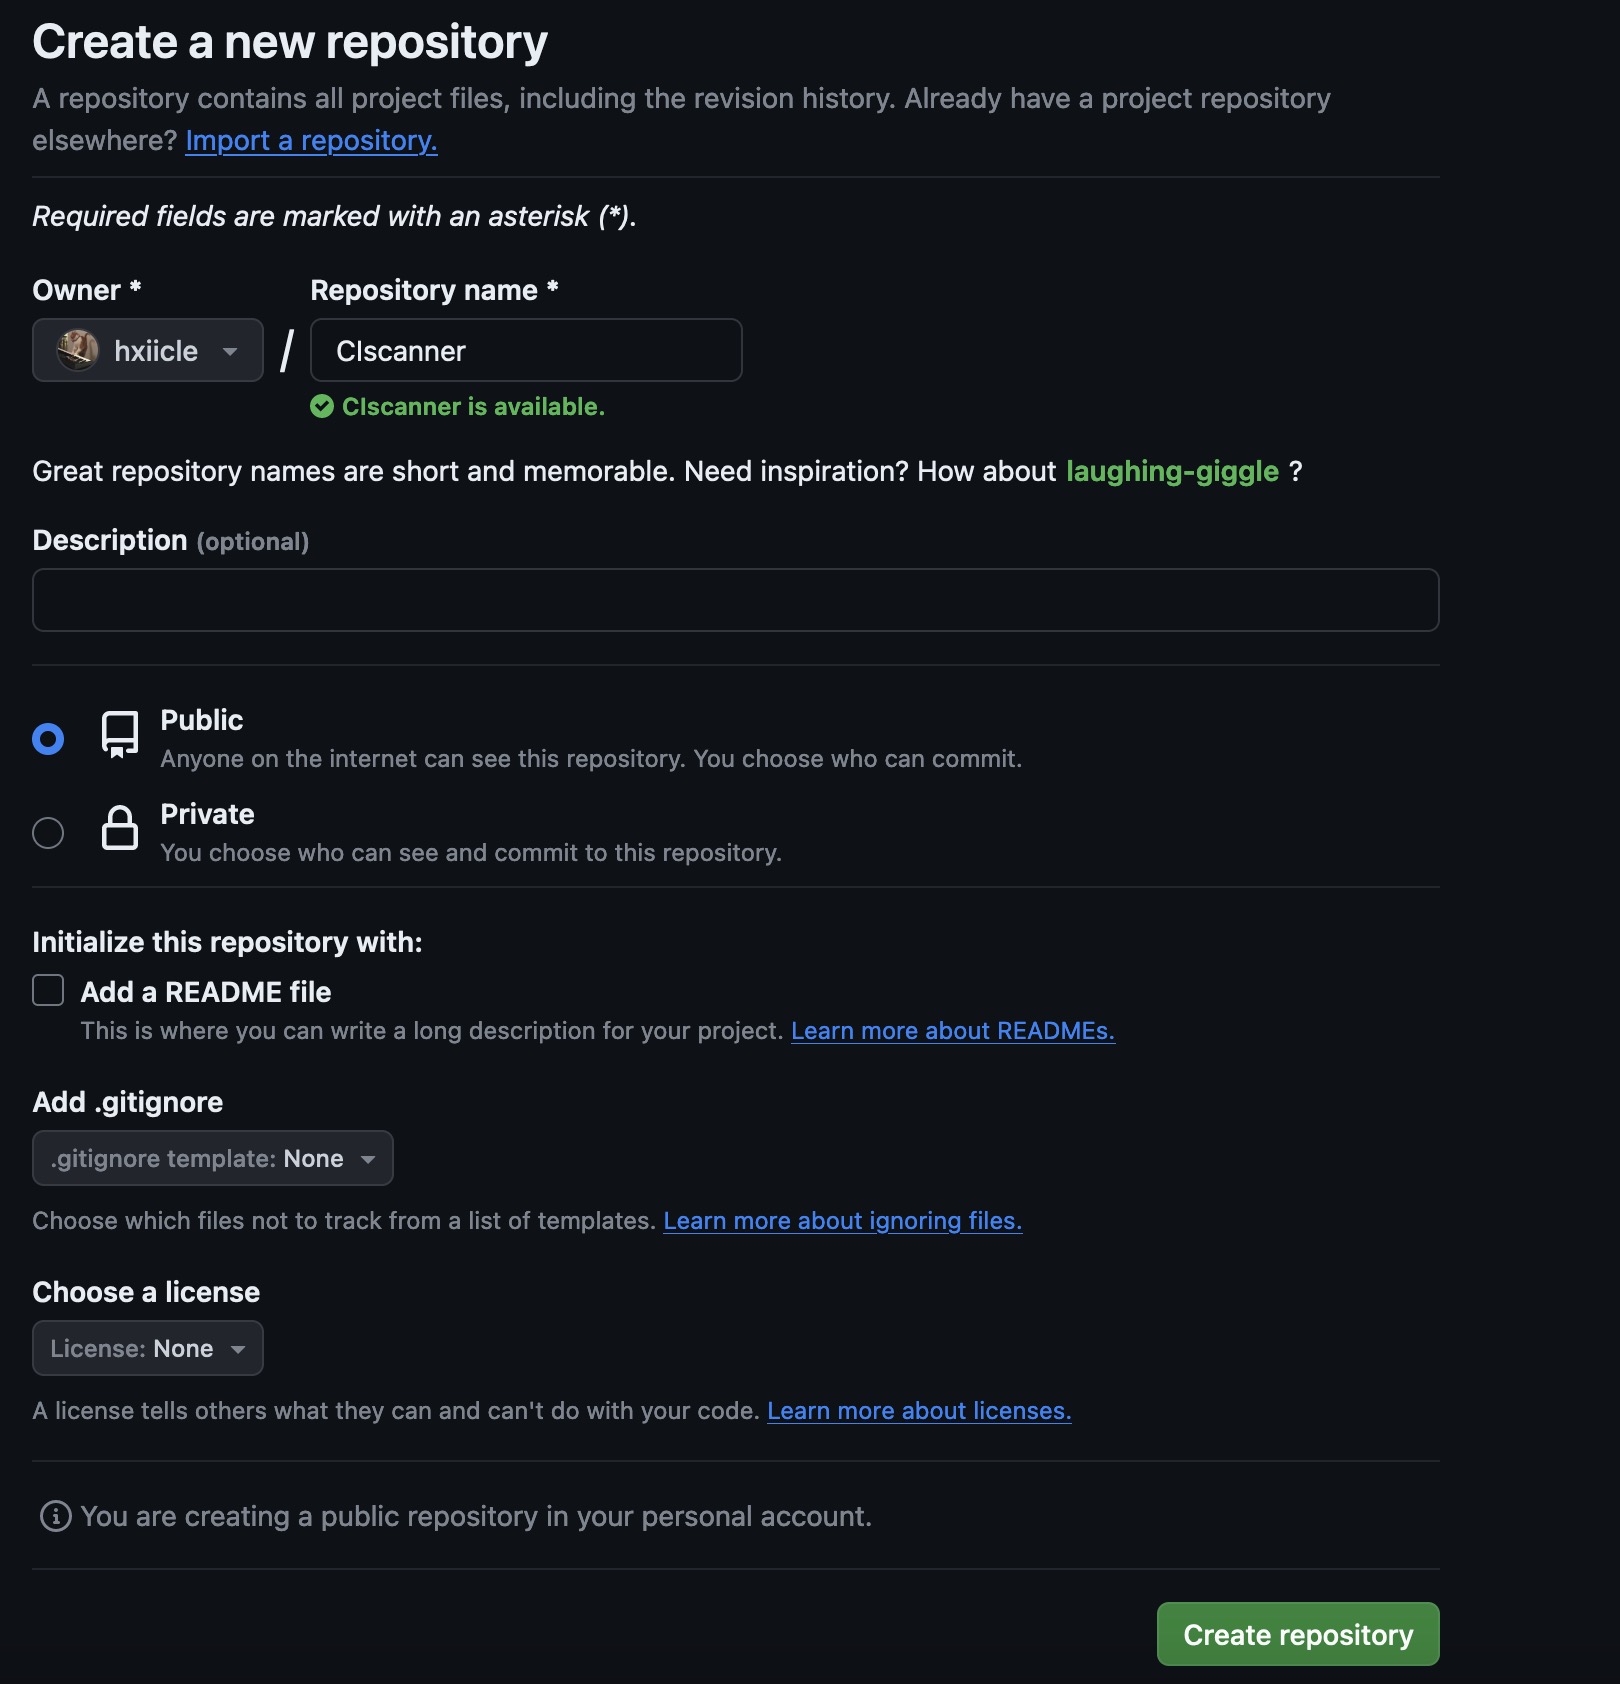 Create a new repository
A repository contains all project files, including the revision history. Already have a project repository
elsewhere? Import a repository.
Required fields are marked with an asterisk (*).
Owner *
Repository name *
hxiicle
/
CIscanner
CIscanner is available.
Great repository names are short and memorable. Need inspiration? How about laughing-giggle ?
Description (optional)
Public
Anyone on the internet can see this repository. You choose who can commit.
Private
You choose who can see and commit to this repository.
Initialize this repository with:
Add a README file
This is where you can write a long description for your project. Learn more about READMEs.
Add .gitignore
.gitignore template: None
Choose which files not to track from a list of templates. Learn more about ignoring files.
Choose a license
License: None
A license tells others what they can and can't do with your code. Learn more about licenses.
You are creating a public repository in your personal account.
Create repository